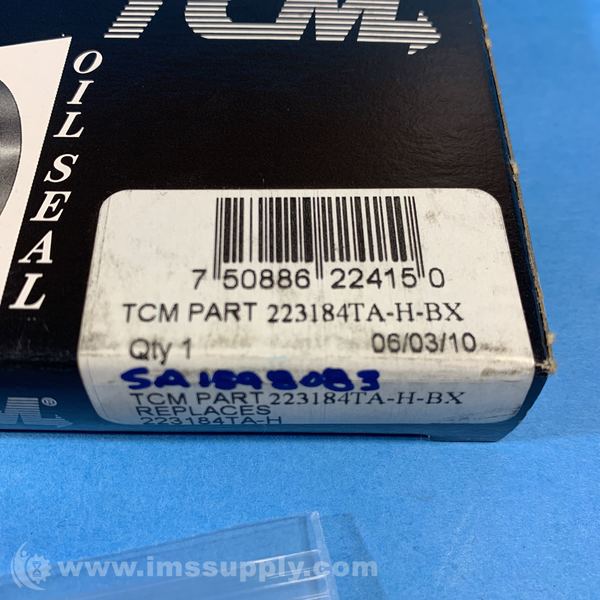 TCM
OIL SEAL
7 50886 22415 0
TCM PART 223184TA-H-BX
Qty 1 06/03/10
SA1598083
TCM PART 223184TA-H-BX
REPLACES
223184TA-H
www.imssupply.com